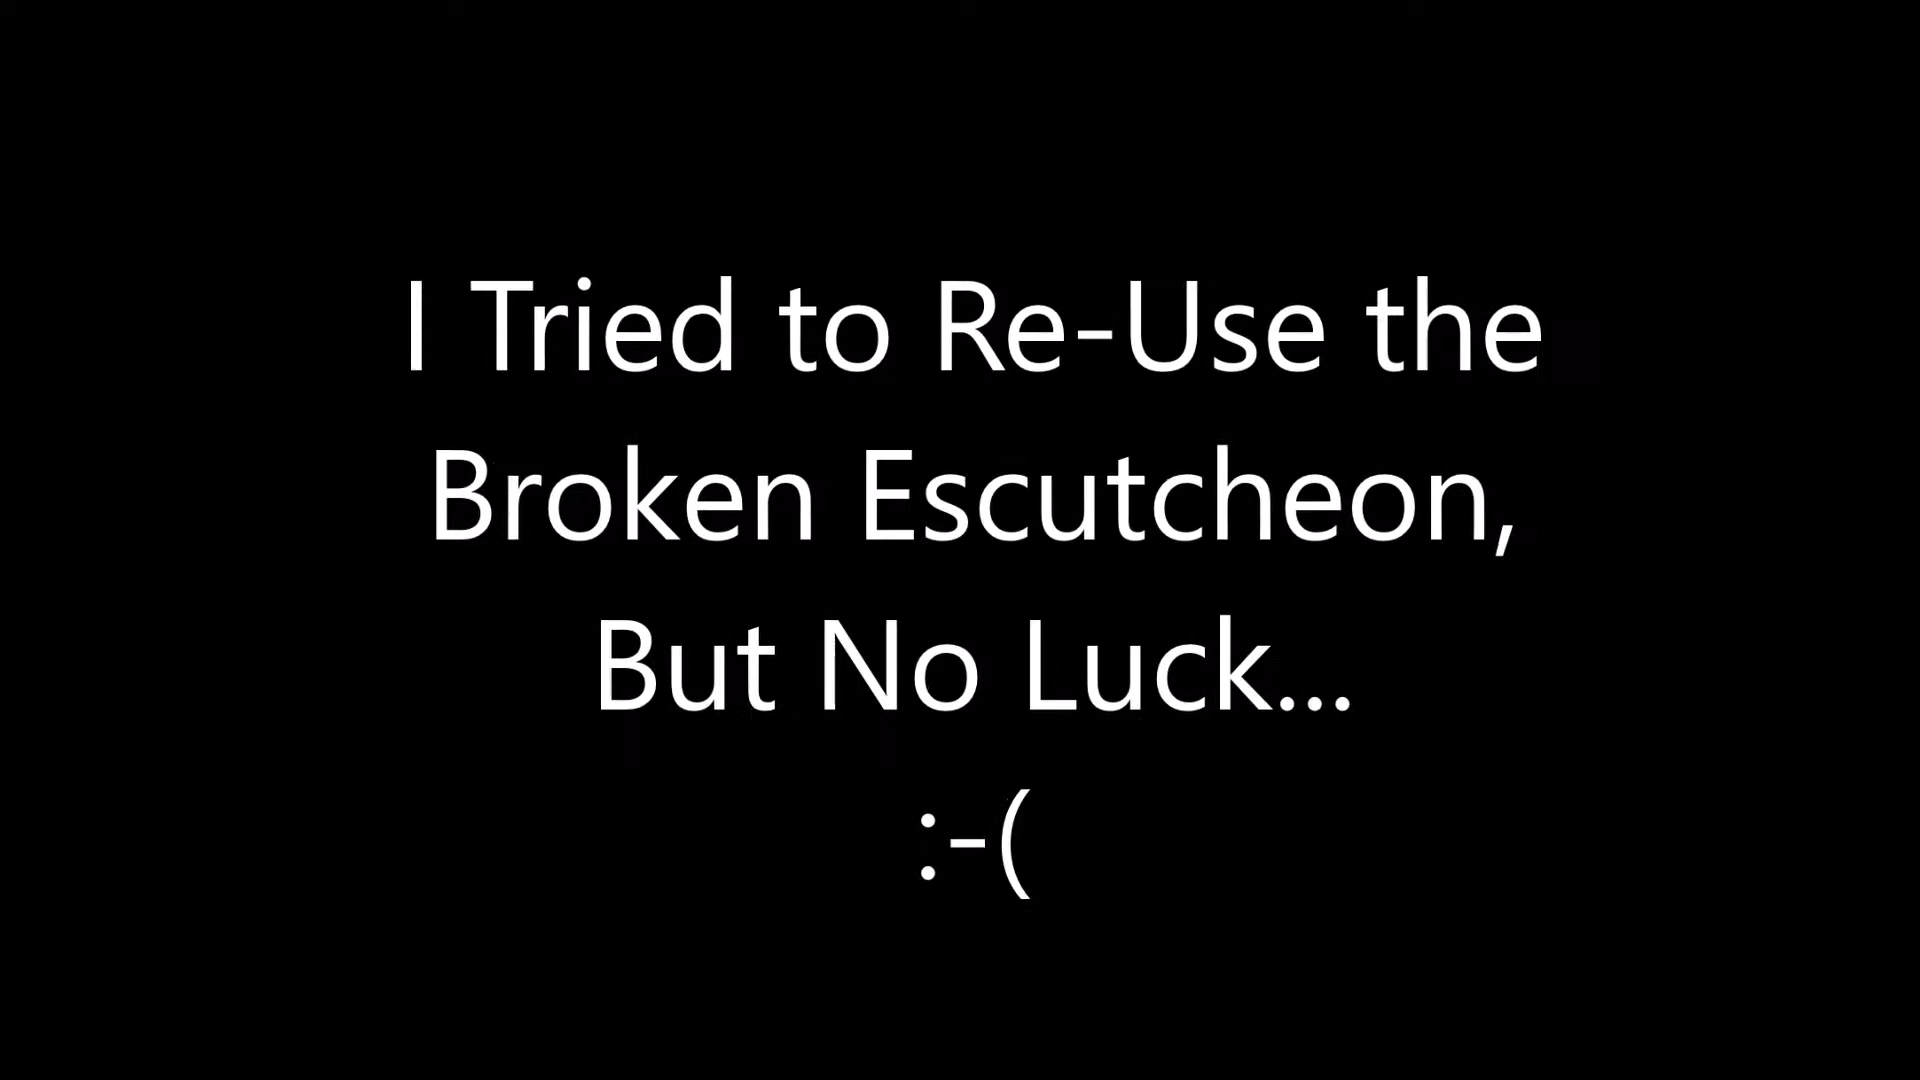 I Tried to Re-Use the
Broken Escutcheon,
But No Luck...
:-(